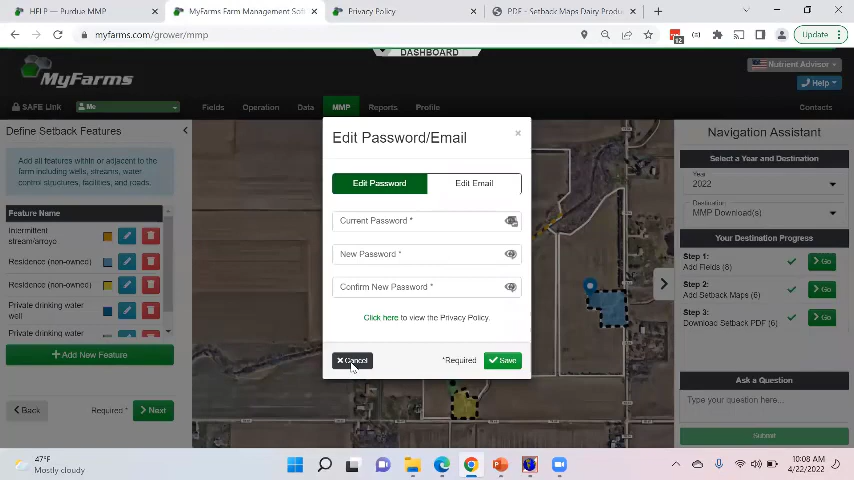 HELP — Purdue MMP
MyFarms Farm Management Soft
Privacy Policy
PDF - Setback Maps Dairy Produ
myfarms.com/grower/mmp
Update
DASHBOARD
MyFarms
Nutrient Advisor
Help
SAFE Link
Me
Fields
Operation
Data
MMP
Reports
Profile
Contacts
Define Setback Features
Add all features within or adjacent to the
farm including wells, streams, water
control structures, facilities, and roads.
Feature Name
Intermittent
stream/arroyo
Residence (non-owned)
Residence (non-owned)
Private drinking water
well
Private drinking water
Add New Feature
Back
Required *
Next
Edit Password/Email
×
Edit Password
Edit Email
Current Password *
New Password *
Confirm New Password *
Click here to view the Privacy Policy.
Cancel
*Required
Save
Navigation Assistant
Select a Year and Destination
Year
2022
Destination
MMP Download(s)
Your Destination Progress
Step 1:
Add Fields (8)
Go
Step 2:
Add Setback Maps (6)
Go
Step 3:
Download Setback PDF (6)
Go
Ask a Question
Type your question here...
Submit
47°F
Mostly cloudy
10:08 AM
4/22/2022